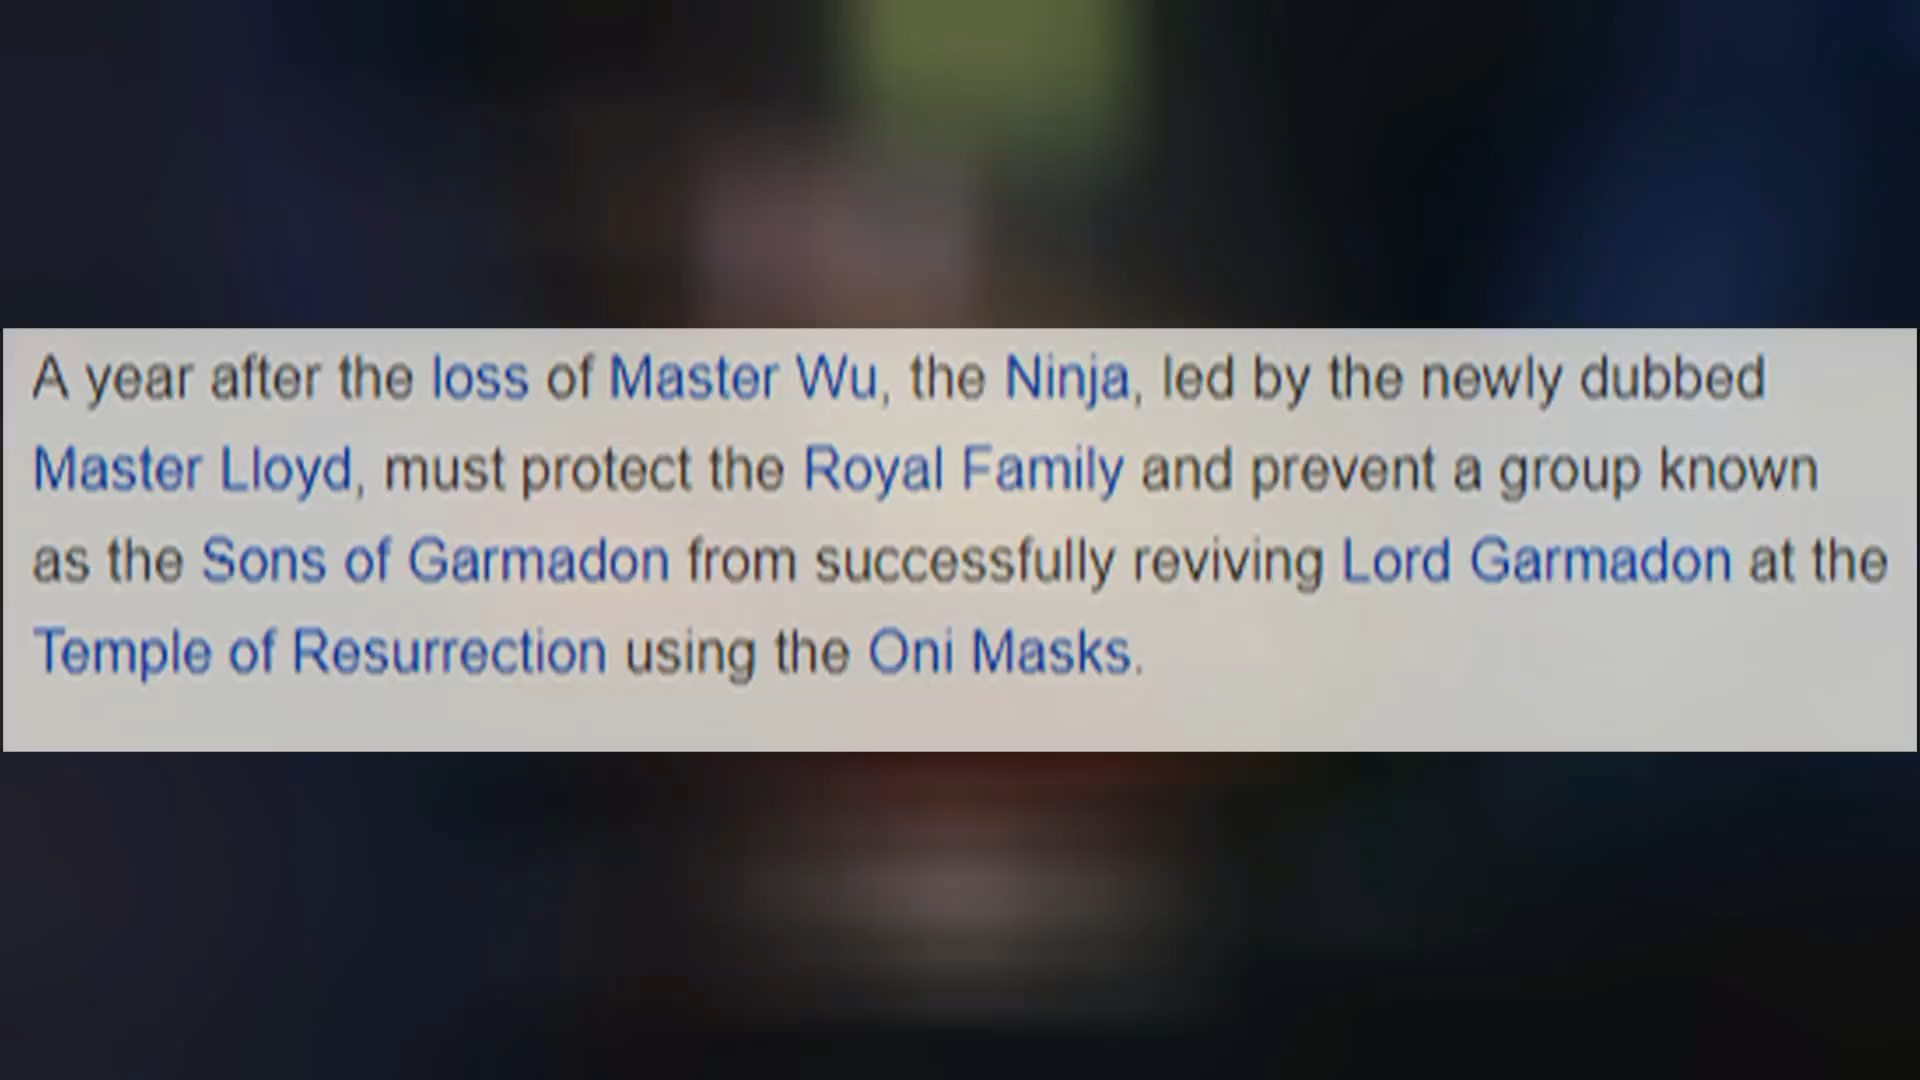 A year after the loss of Master Wu, the Ninja, led by the newly dubbed
Master Lloyd, must protect the Royal Family and prevent a group known
as the Sons of Garmadon from successfully reviving Lord Garmadon at the
Temple of Resurrection using the Oni Masks.